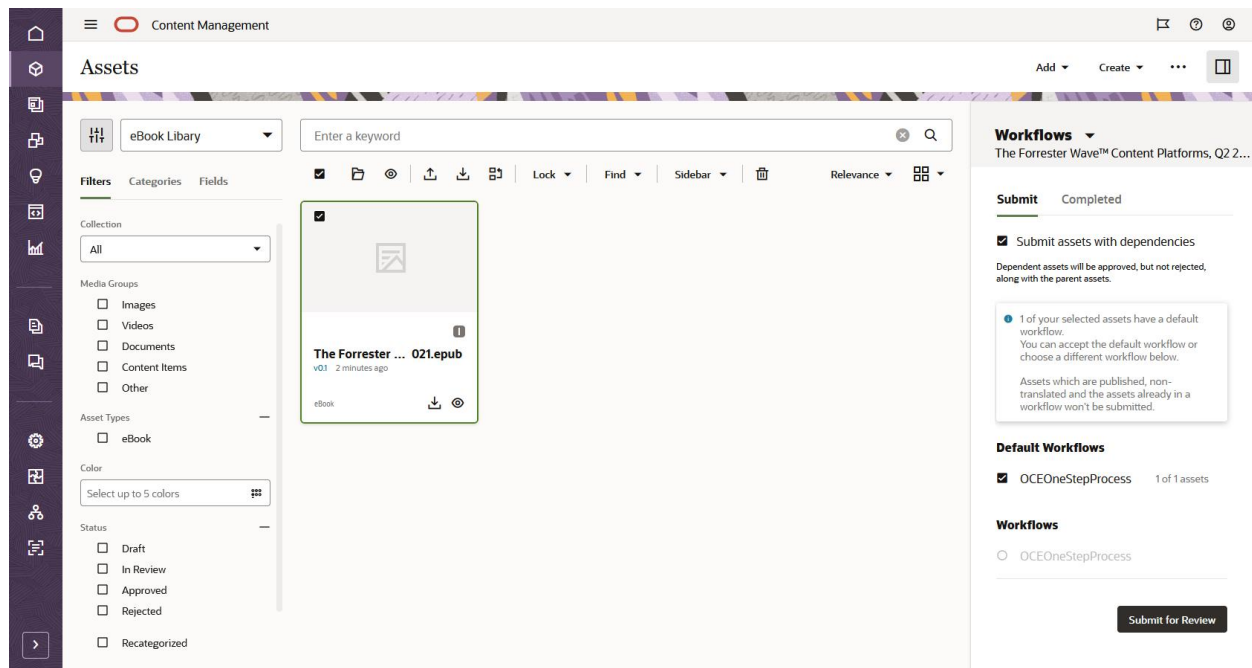 Content Management
Assets
Add
Create
eBook Libary
Enter a keyword
Filters Categories Fields
Lock Find Sidebar Relevance
Collection
All
Media Groups
Images
Videos
Documents
Content Items
Other
Asset Types
eBook
Color
Select up to 5 colors
Status
Draft
In Review
Approved
Rejected
Recategorized
I
The Forrester ... 021.epub
v0.1 2 minutes ago
eBook
Workflows
The Forrester Wave™ Content Platforms, Q2 2...
Submit Completed
Submit assets with dependencies
Dependent assets will be approved, but not rejected,
along with the parent assets.
1 of your selected assets have a default
workflow.
You can accept the default workflow or
choose a different workflow below.
Assets which are published, non-
translated and the assets already in a
workflow won't be submitted.
Default Workflows
OCEOneStepProcess 1 of 1 assets
Workflows
OCEOneStepProcess
Submit for Review